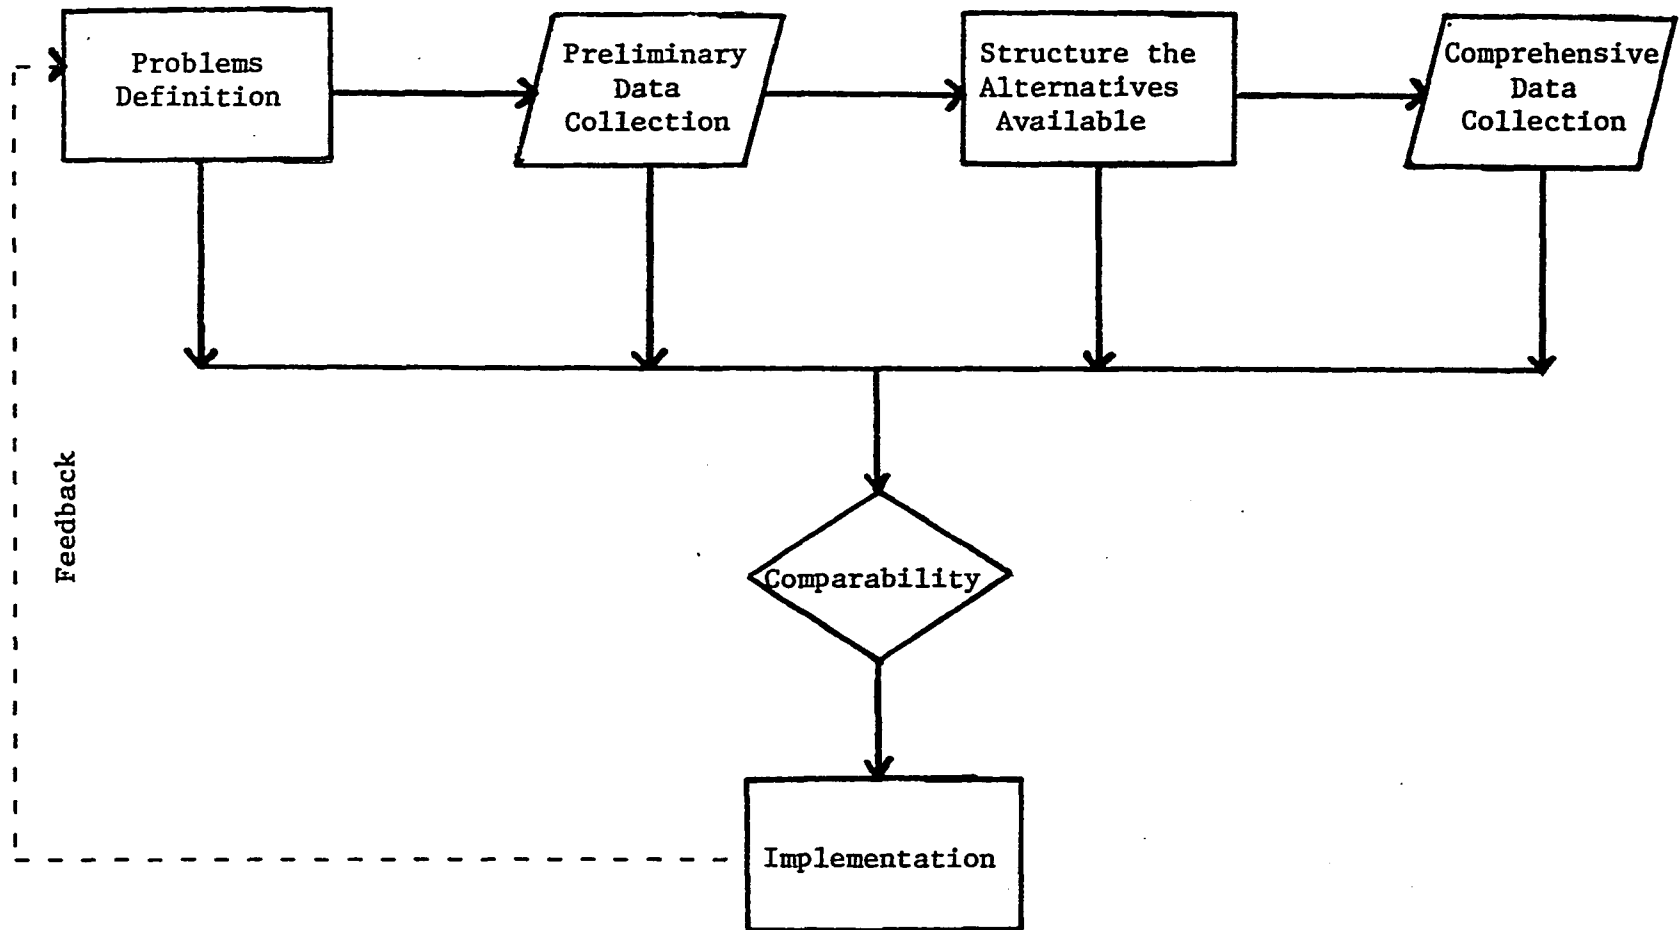 Problems
Definition
Preliminary
Data
Collection
Structure the
Alternatives
Available
Comprehensive
Data
Collection
Feedback
Comparability
Implementation